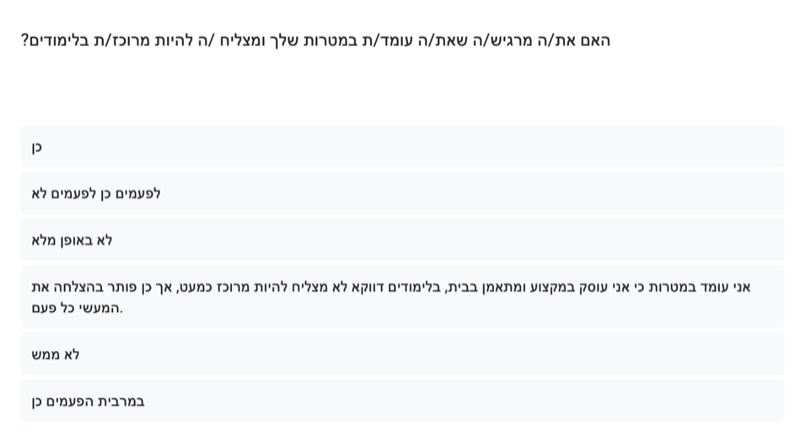 האם את/ה מרגיש/ה שאת/ה עומד/ת במטרות שלך ומצליח /ה להיות מרוכז/ת בלימודים?
כן
לפעמים כן לפעמים לא
לא באופן מלא
אני עומד במטרות כי אני עוסק במקצוע ומתאמן בבית, בלימודים דווקא לא מצליח להיות מרוכז כמעט, אך כן פותר בהצלחה את
המעשי כל פעם.
לא ממש
במרבית הפעמים כן